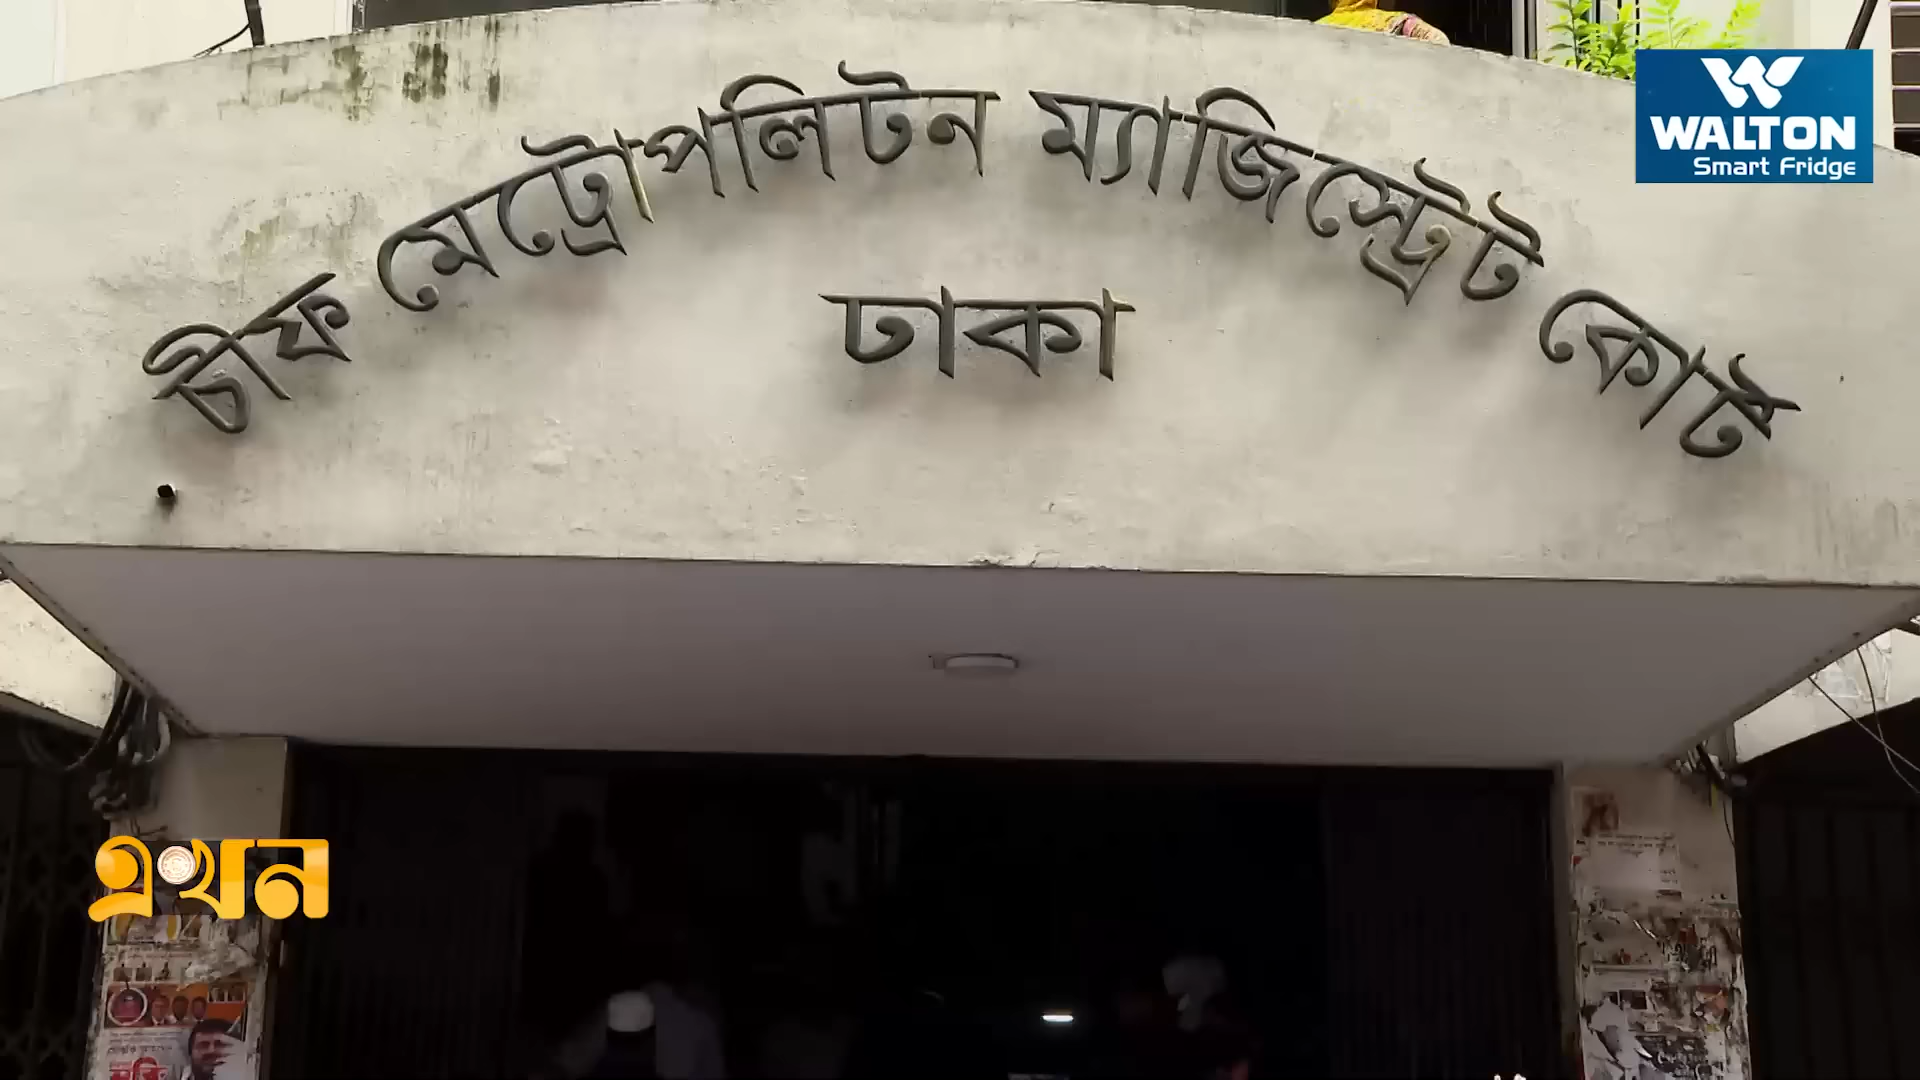 চীফ মেট্রোপলিটন ম্যাজিস্ট্রেট কোর্ট
ঢাকা
WALTON
Smart Fridge
এখন